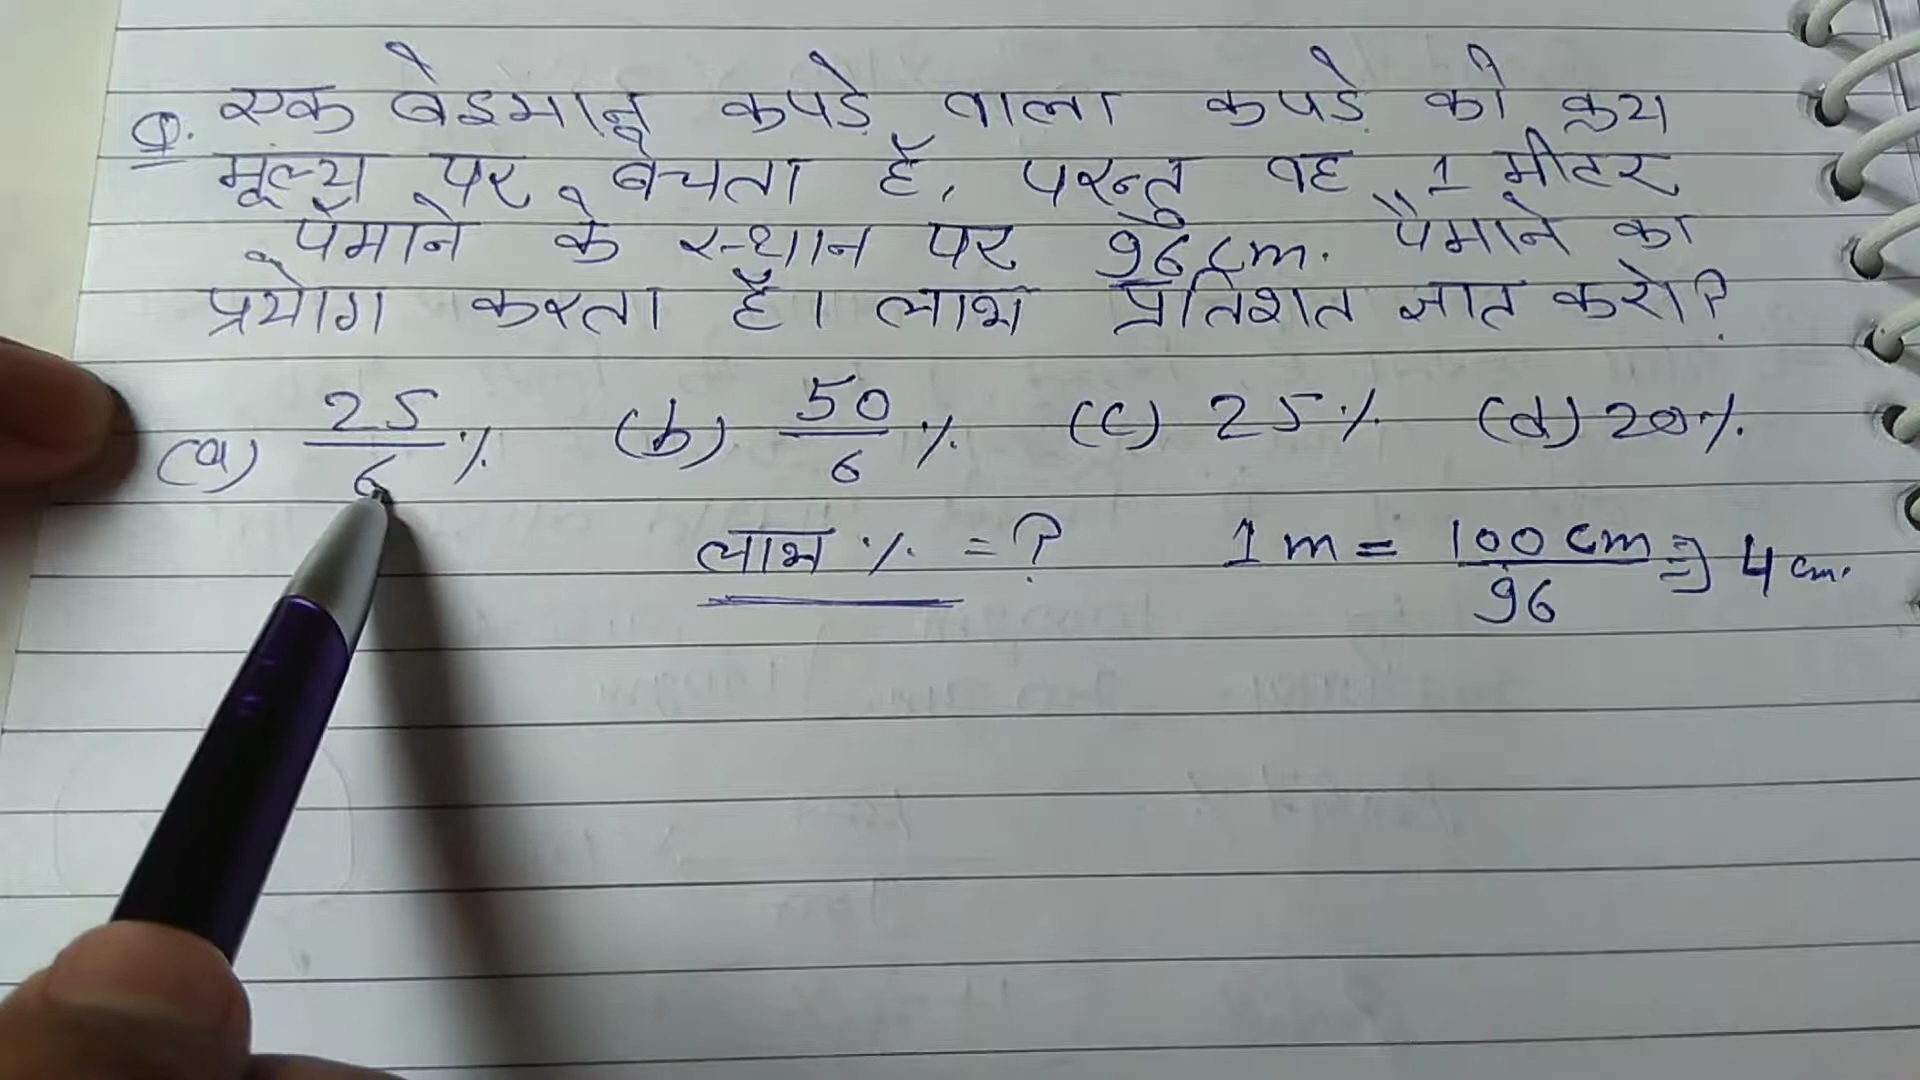 Q. एक बेइमान कपड़े वाला कपड़े को क्रय
मूल्य पर बेचता है, परन्तु वह 1 मीटर
पैमाने के स्थान पर 96 cm. पैमाने का
प्रयोग करता है। लाभ प्रतिशत ज्ञात करो?
(a) 25/6 % (b) 50/6 % (c) 25% (d) 20%
लाभ % = ? 1m = 100 cm/96 ⇒ 4 cm.